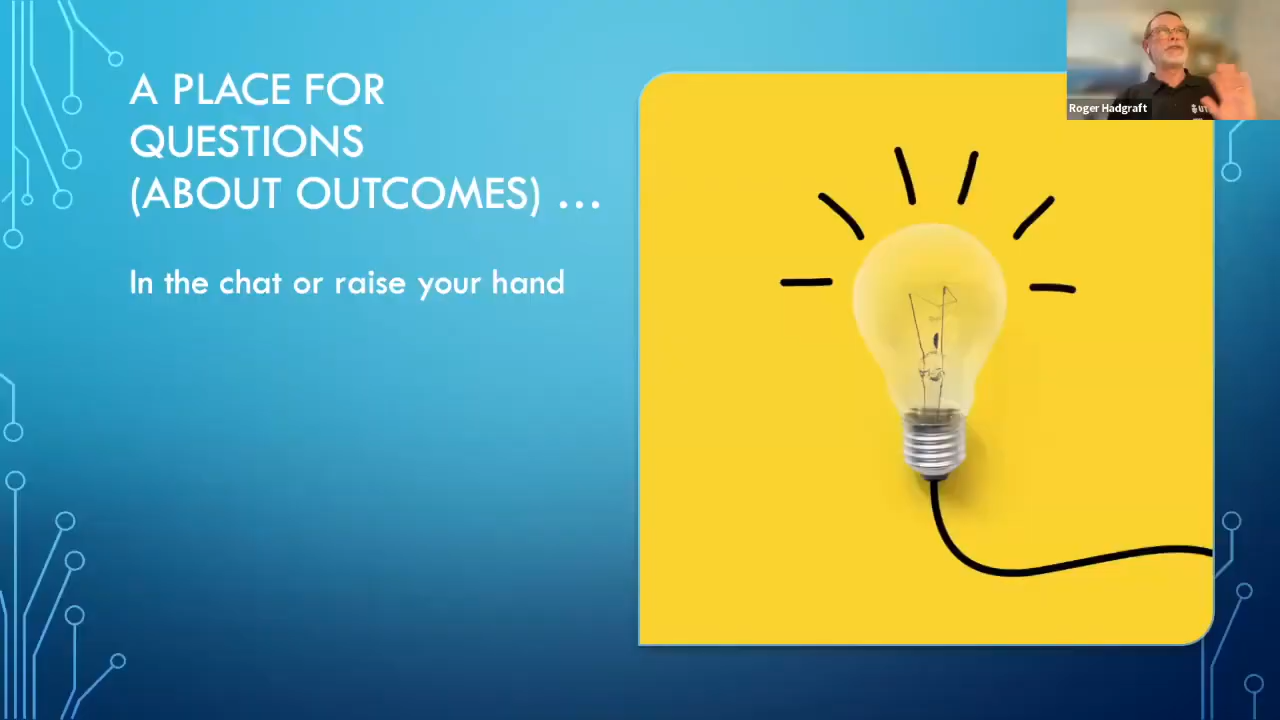 A PLACE FOR
QUESTIONS
(ABOUT OUTCOMES) ...
In the chat or raise your hand
Roger Hadgraft